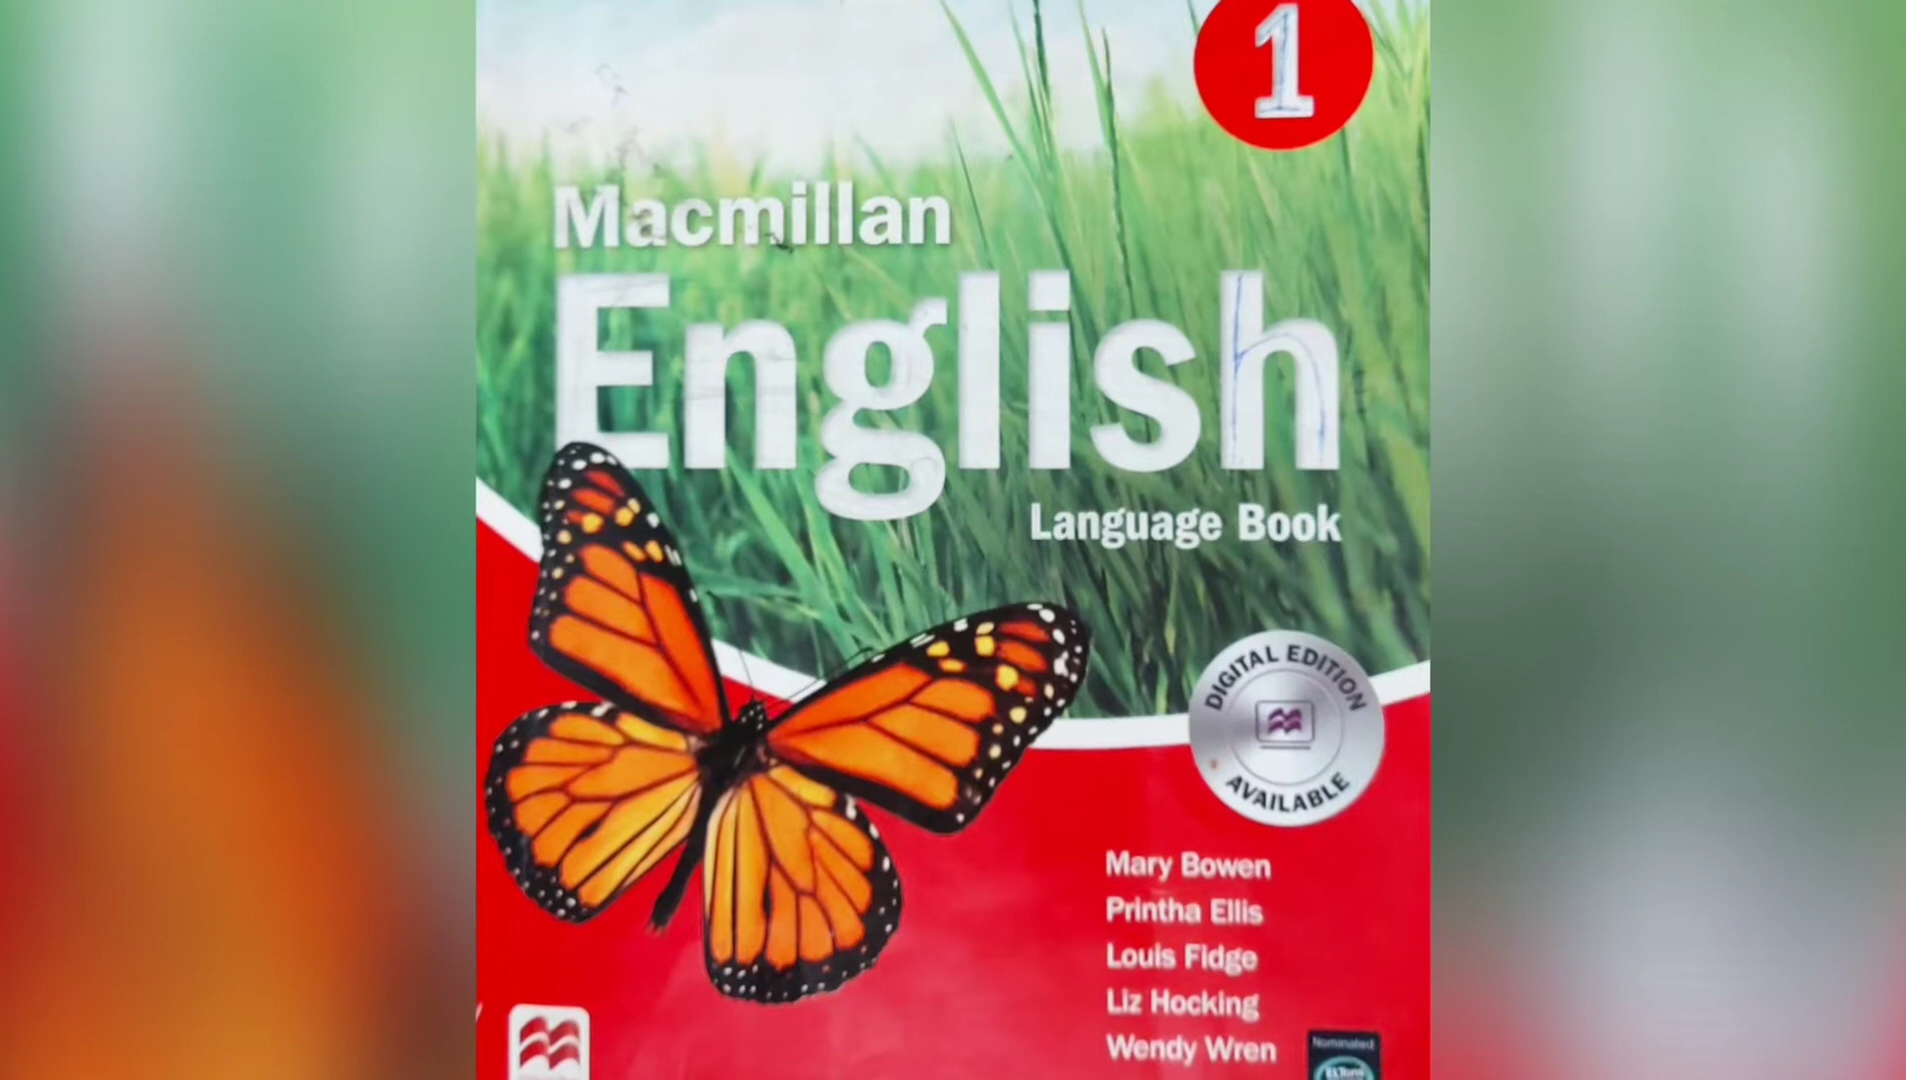 1
Macmillan
English
Language Book
DIGITAL EDITION
AVAILABLE
Mary Bowen
Printha Ellis
Louis Fidge
Liz Hocking
Wendy Wren
Nominated
ELTons